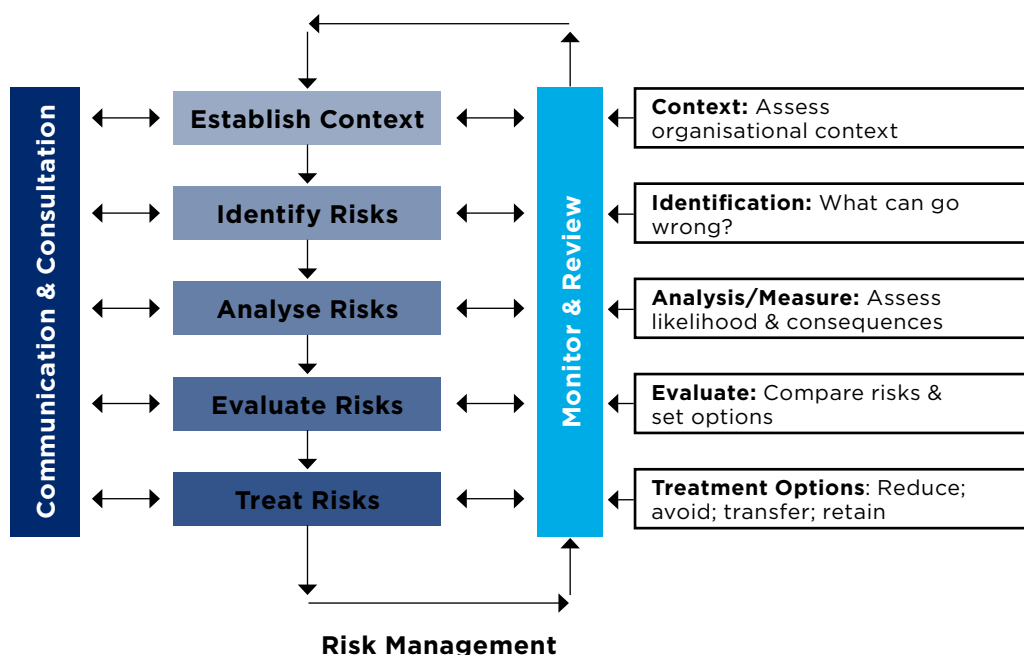 Communication & Consultation
Establish Context
Identify Risks
Analyse Risks
Evaluate Risks
Treat Risks
Monitor & Review
Context: Assess
organisational context
Identification: What can go
wrong?
Analysis/Measure: Assess
likelihood & consequences
Evaluate: Compare risks &
set options
Treatment Options: Reduce;
avoid; transfer; retain
Risk Management